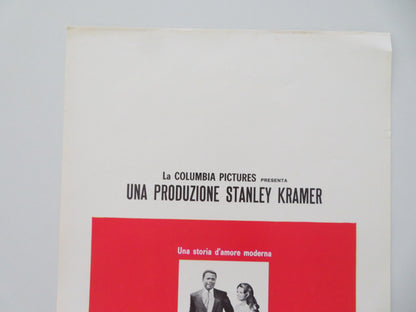 La COLUMBIA PICTURES PRESENTA
UNA PRODUZIONE STANLEY KRAMER
Una storia d'amore moderna